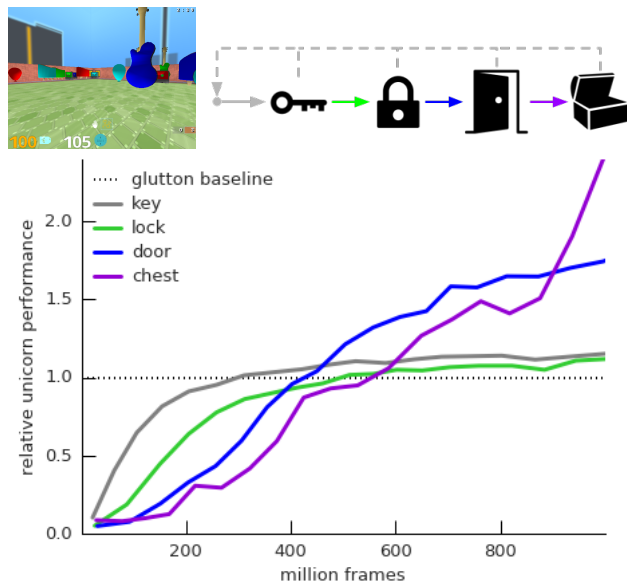 100
105
glutton baseline
key
lock
door
chest
relative unicorn performance
2.0
1.5
1.0
0.5
0.0
200
400
600
800
million frames